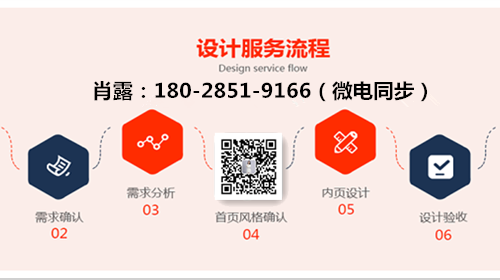 设计服务流程
Design service flow
肖露：180-2851-9166（微电同步）
需求确认
02
需求分析
03
首页风格确认
04
内页设计
05
设计验收
06